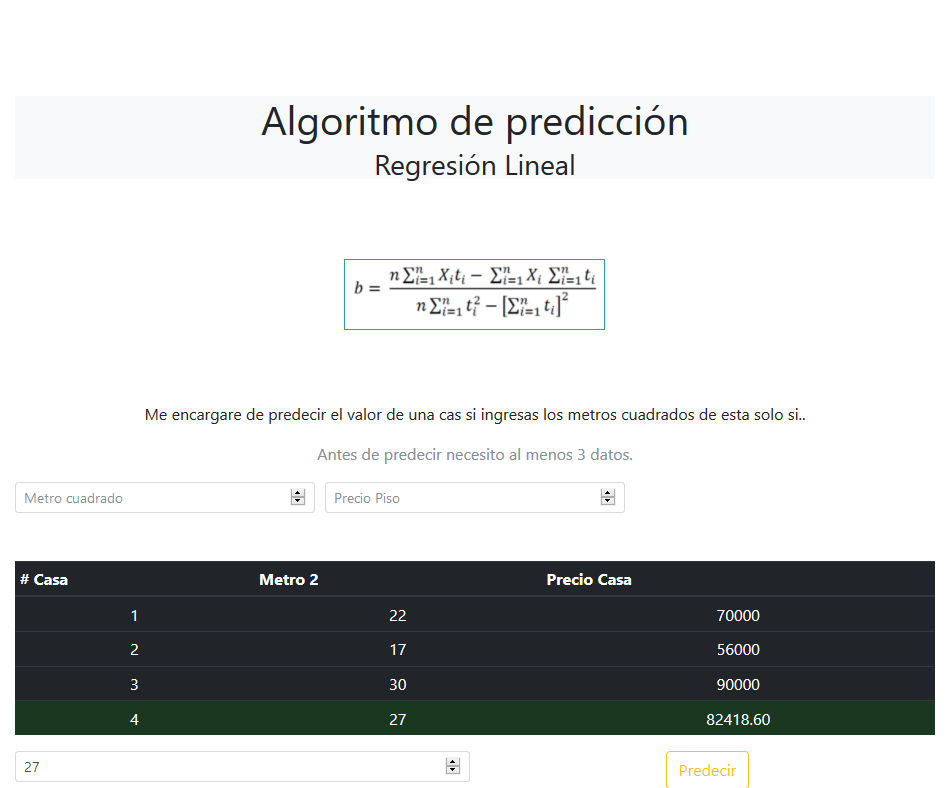 Algoritmo de predicción
Regresión Lineal
b = \frac{n \sum_{i=1}^{n} X_i t_i - \sum_{i=1}^{n} X_i \sum_{i=1}^{n} t_i}{n \sum_{i=1}^{n} t_i^2 - [\sum_{i=1}^{n} t_i]^2}
Me encargare de predecir el valor de una cas si ingresas los metros cuadrados de esta solo si..
Antes de predecir necesito al menos 3 datos.
Metro cuadrado Precio Piso
# Casa Metro 2 Precio Casa
1 22 70000
2 17 56000
3 30 90000
4 27 82418.60
27 Predecir